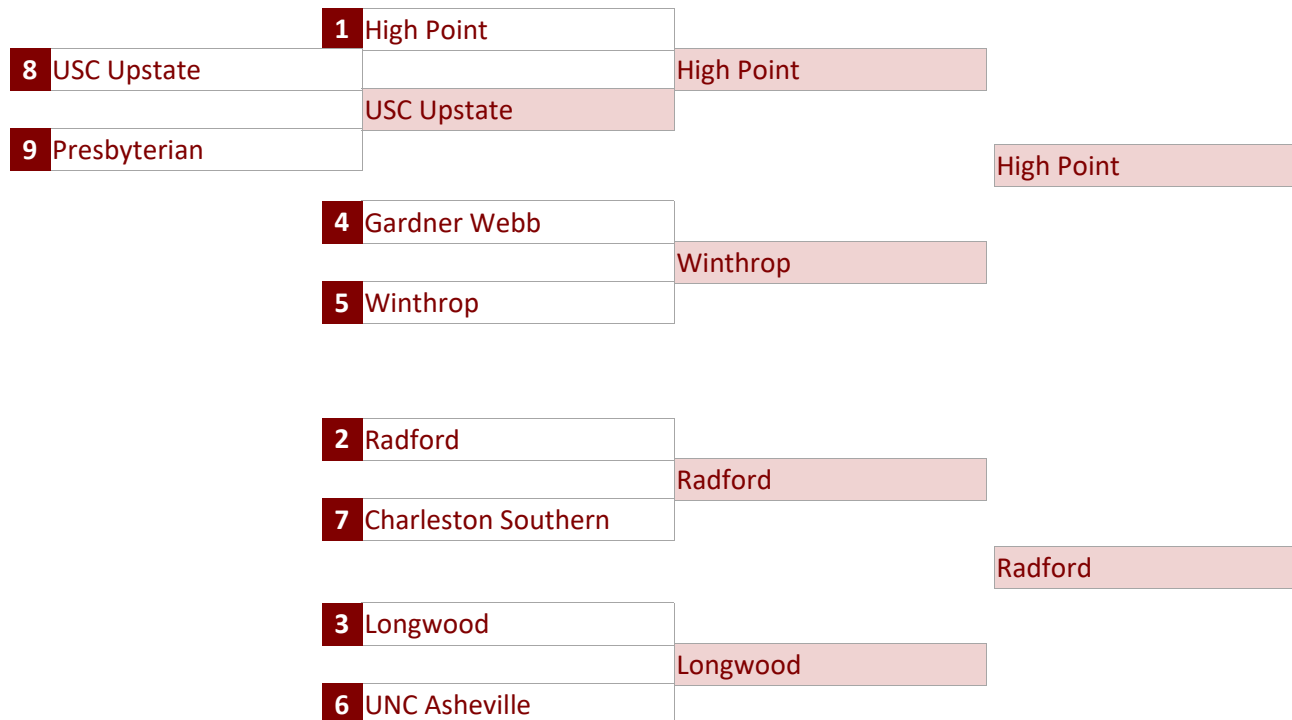 1 High Point
8 USC Upstate
High Point
USC Upstate
9 Presbyterian
High Point
4 Gardner Webb
Winthrop
5 Winthrop
2 Radford
Radford
7 Charleston Southern
Radford
3 Longwood
Longwood
6 UNC Asheville